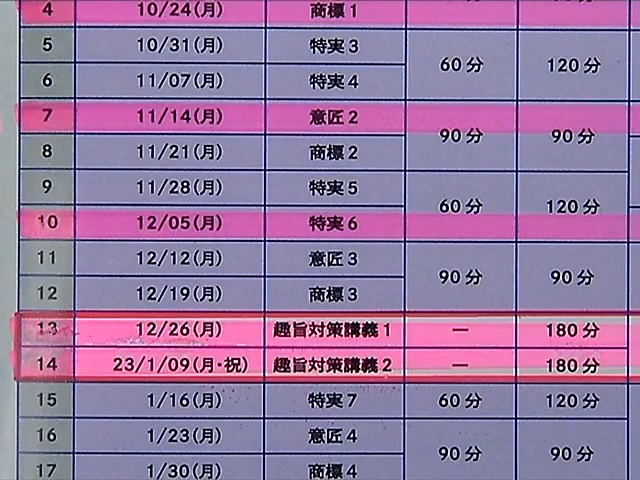 4 10/24(月) 商標1
5 10/31(月) 特実3 60分 120分
6 11/07(月) 特実4
7 11/14(月) 意匠2 90分 90分
8 11/21(月) 商標2
9 11/28(月) 特実5 60分 120分
10 12/05(月) 特実6
11 12/12(月) 意匠3 90分 90分
12 12/19(月) 商標3
13 12/26(月) 趣旨対策講義1 — 180分
14 23/1/09(月・祝) 趣旨対策講義2 — 180分
15 1/16(月) 特実7 60分 120分
16 1/23(月) 意匠4 90分 90分
17 1/30(月) 商標4